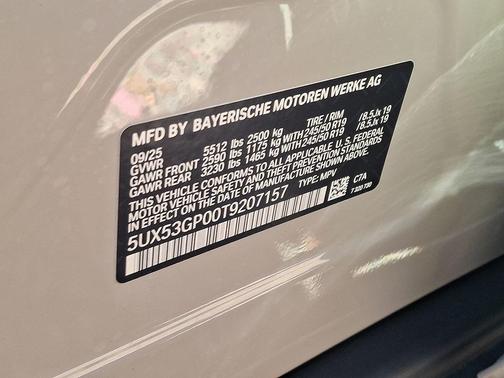 MFD BY BAYERISCHE MOTOREN WERKE AG
09/25 5512 lbs 2500 kg TIRE / RIM
GVWR
GAWR FRONT 2590 lbs 1175 kg WITH 245/50 R19 /8.5Jx 19
GAWR REAR 3230 lbs 1465 kg WITH 245/50 R19 /8.5Jx 19
THIS VEHICLE CONFORMS TO ALL APPLICABLE U.S. FEDERAL
MOTOR VEHICLE SAFETY AND THEFT PREVENTION STANDARDS
IN EFFECT ON THE DATE OF MANUFACTURE SHOWN ABOVE
5UX53GP00T9207157 TYPE: MPV C7A